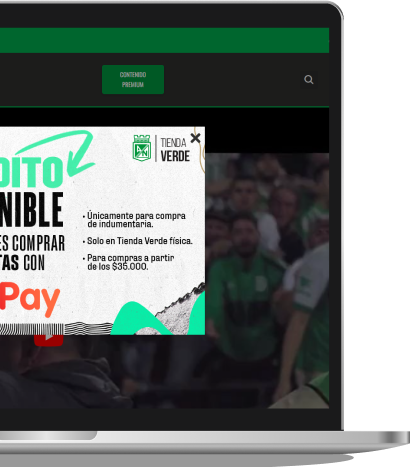 CONTENIDO
PREMIUM
TIENDA
VERDE
DITO
NIBLE
ES COMPRAR
TAS CON
Pay
• Únicamente para compra
de indumentaria.
• Solo en Tienda Verde física.
• Para compras a partir
de los $35.000.